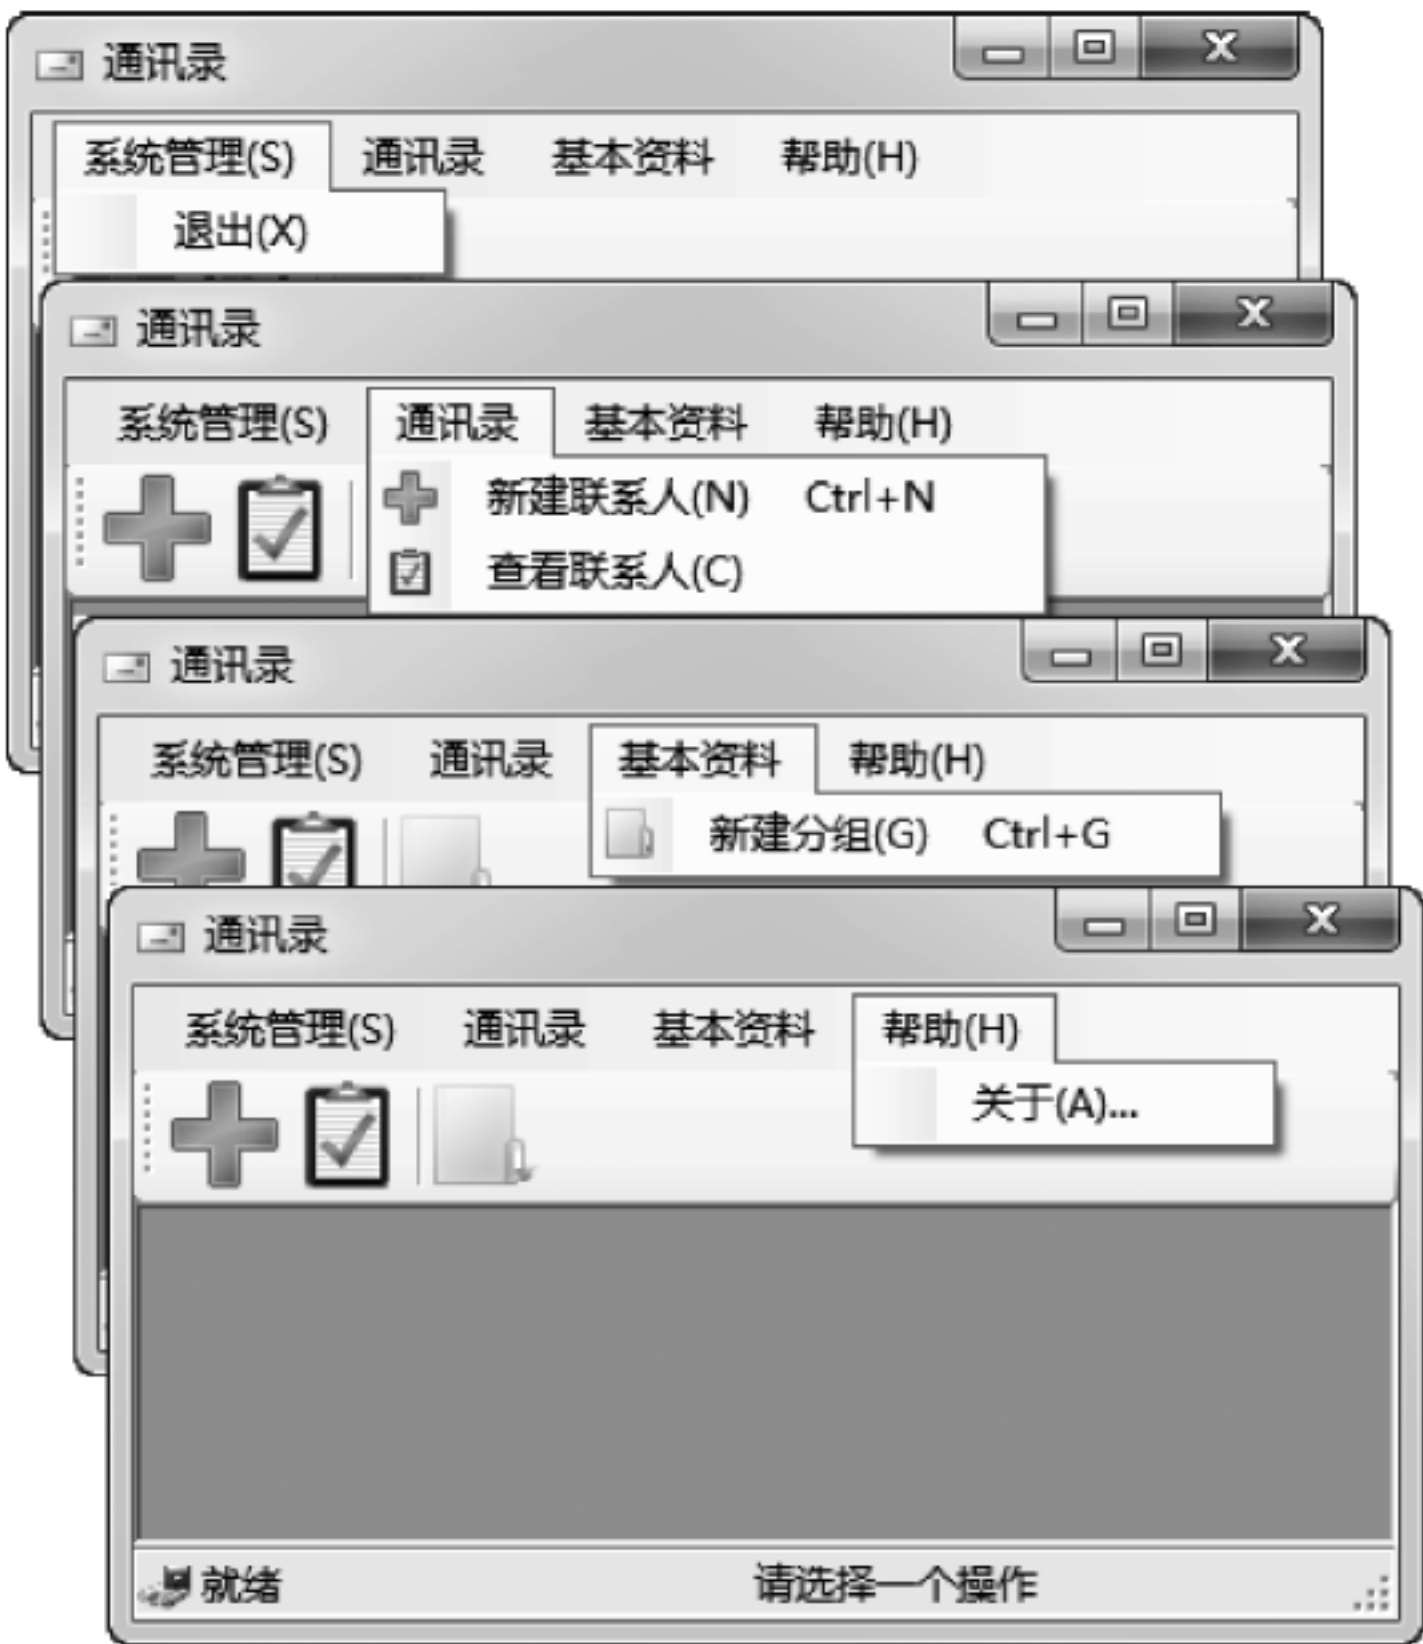 通讯录
系统管理(S) 通讯录 基本资料 帮助(H)
退出(X)
通讯录
系统管理(S) 通讯录 基本资料 帮助(H)
新建联系人(N) Ctrl+N
查看联系人(C)
通讯录
系统管理(S) 通讯录 基本资料 帮助(H)
新建分组(G) Ctrl+G
通讯录
系统管理(S) 通讯录 基本资料 帮助(H)
关于(A)...
就绪 请选择一个操作